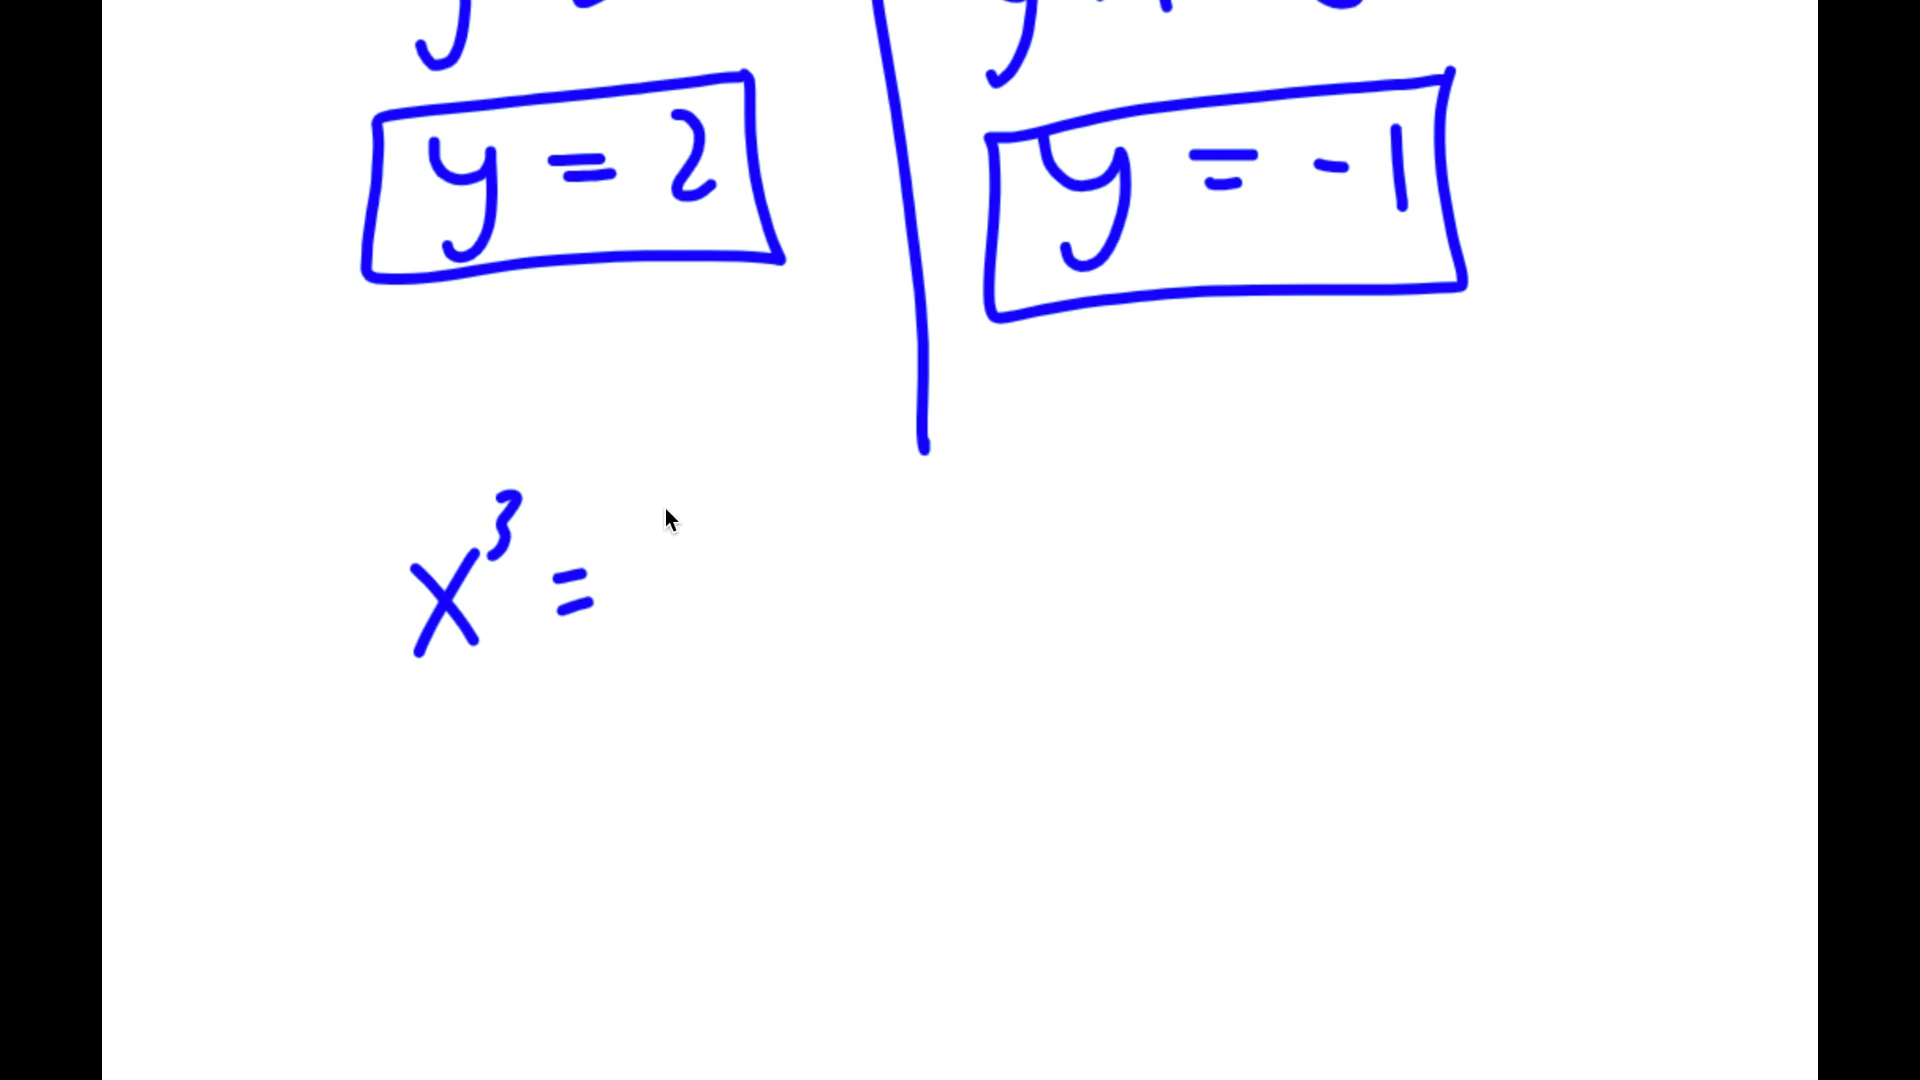 y = 2
y = -1
x³ =